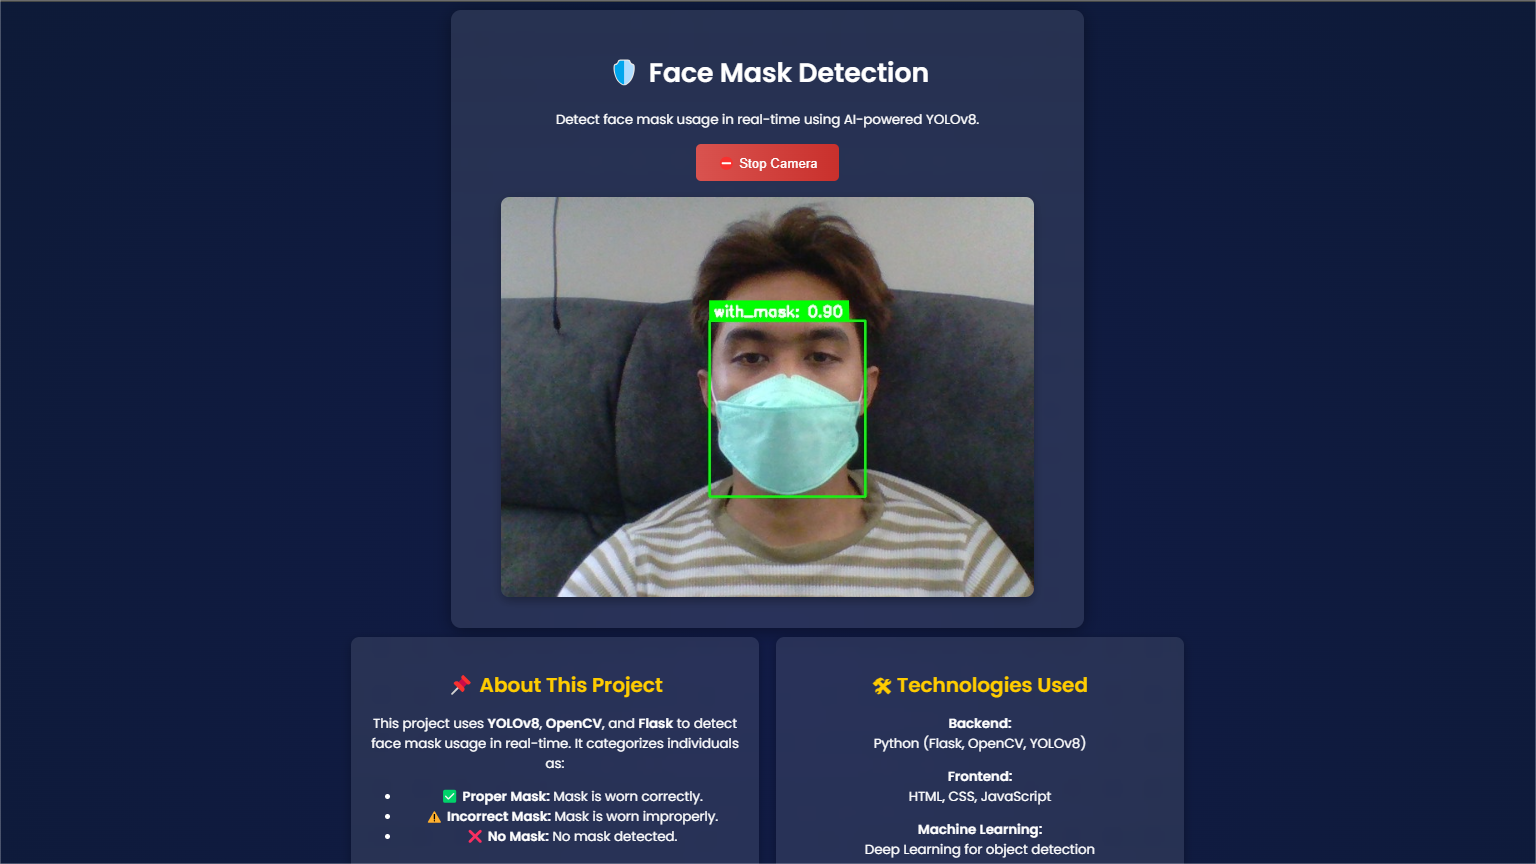 Face Mask Detection
Detect face mask usage in real-time using AI-powered YOLOv8.
Stop Camera
with_mask: 0.90
About This Project
This project uses YOLOv8, OpenCV, and Flask to detect
face mask usage in real-time. It categorizes individuals
as:
Proper Mask: Mask is worn correctly.
Incorrect Mask: Mask is worn improperly.
No Mask: No mask detected.
Technologies Used
Backend:
Python (Flask, OpenCV, YOLOv8)
Frontend:
HTML, CSS, JavaScript
Machine Learning:
Deep Learning for object detection